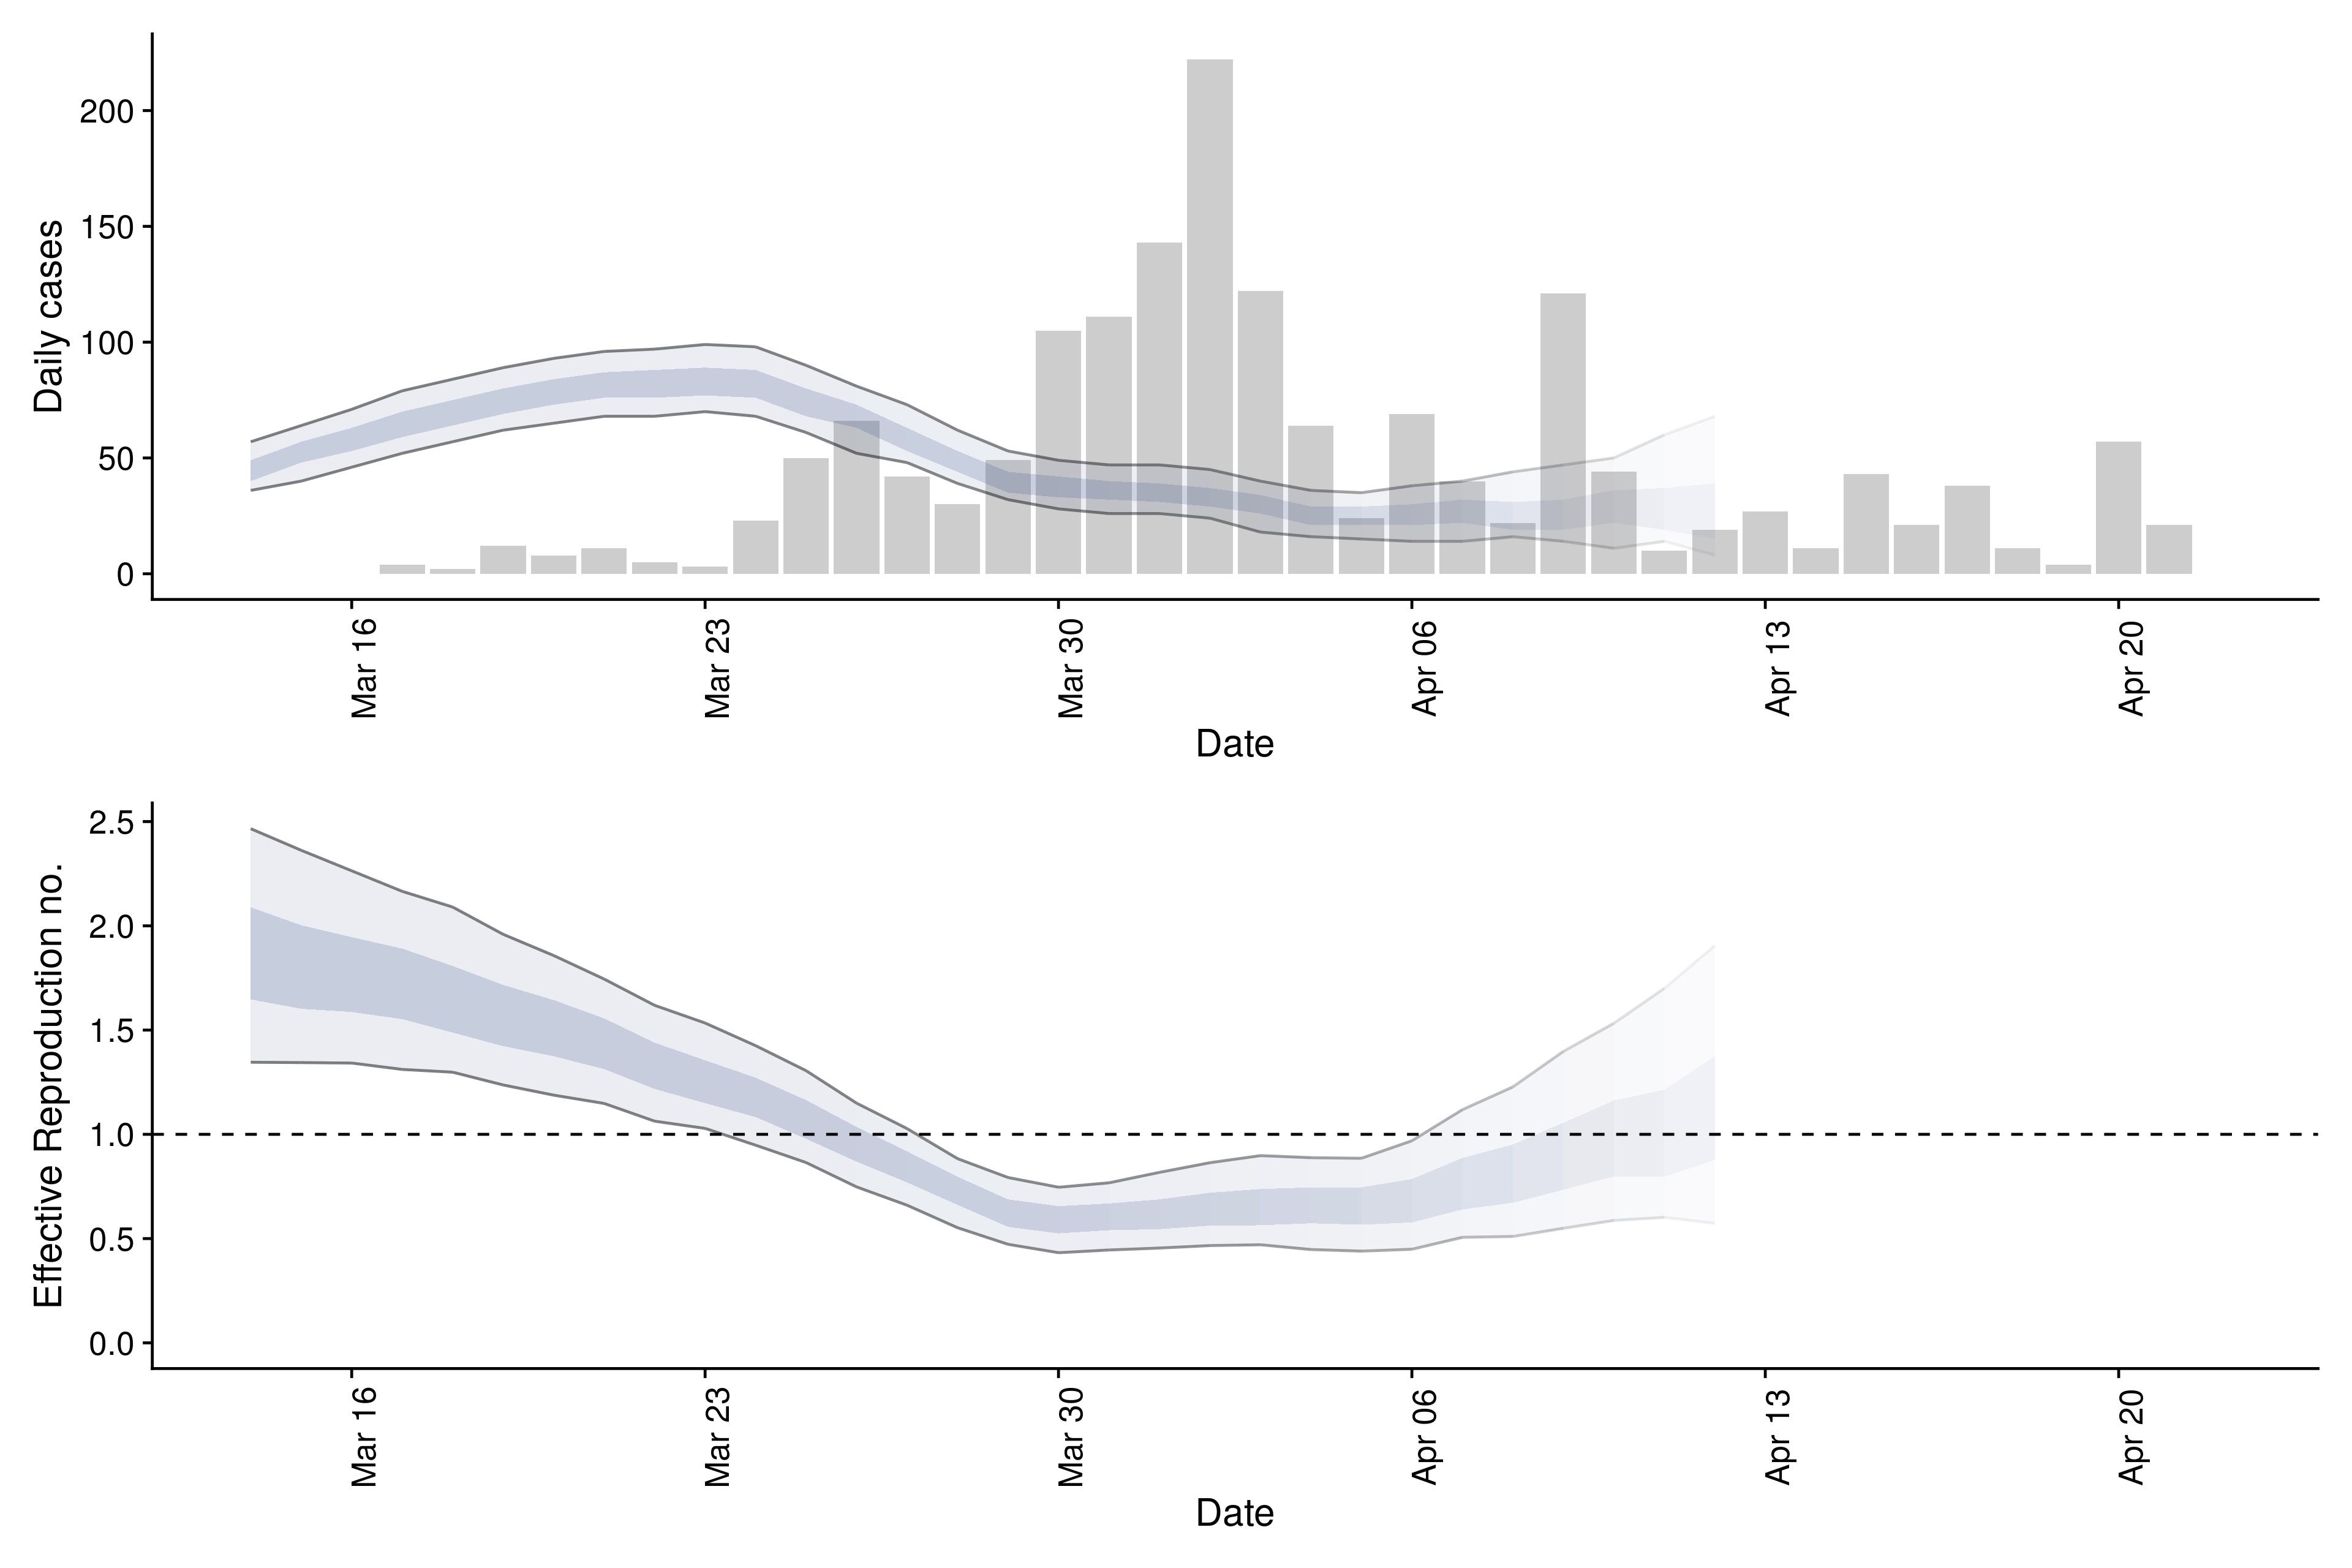 Daily cases
200
150
100
50
0
Mar 16
Mar 23
Mar 30
Apr 06
Apr 13
Apr 20
Date
Effective Reproduction no.
2.5
2.0
1.5
1.0
0.5
0.0
Mar 16
Mar 23
Mar 30
Apr 06
Apr 13
Apr 20
Date